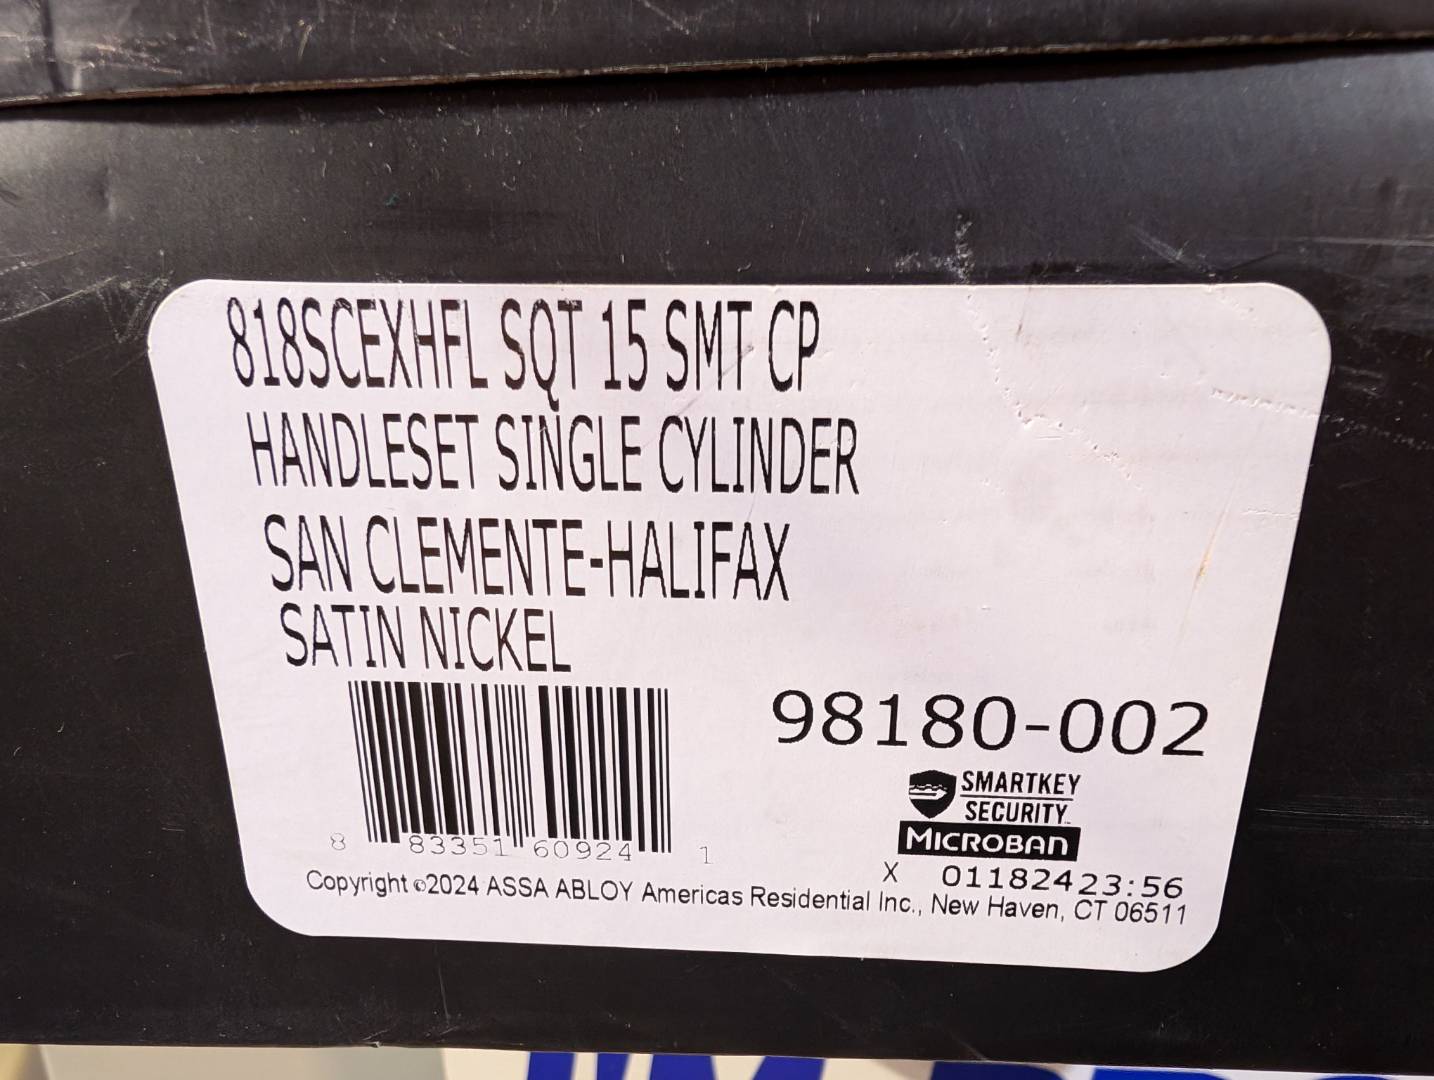 818SCEXHFL SQT 15 SMT CP
HANDLESET SINGLE CYLINDER
SAN CLEMENTE-HALIFAX
SATIN NICKEL
98180-002
SMARTKEY
SECURITY
MICROBAN
8 83351 60924 1
X 01182423:56
Copyright ©2024 ASSA ABLOY Americas Residential Inc., New Haven, CT 06511